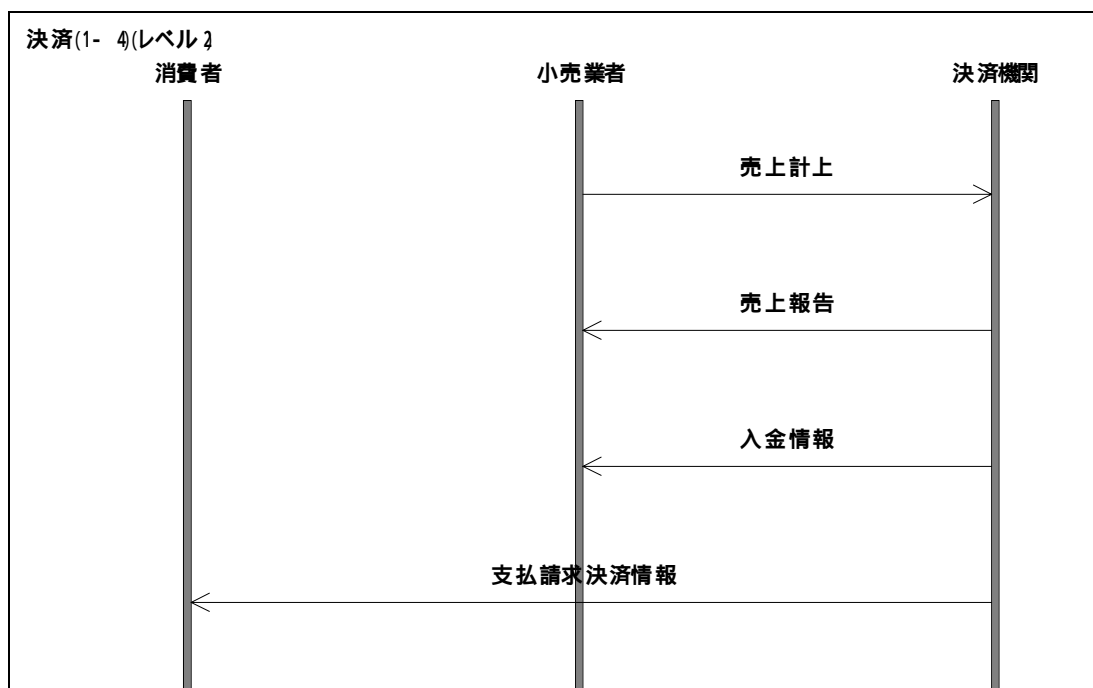 決済(1- 4)(レベル2)
消費者 小売業者 決済機関
売上計上
売上報告
入金情報
支払請求決済情報